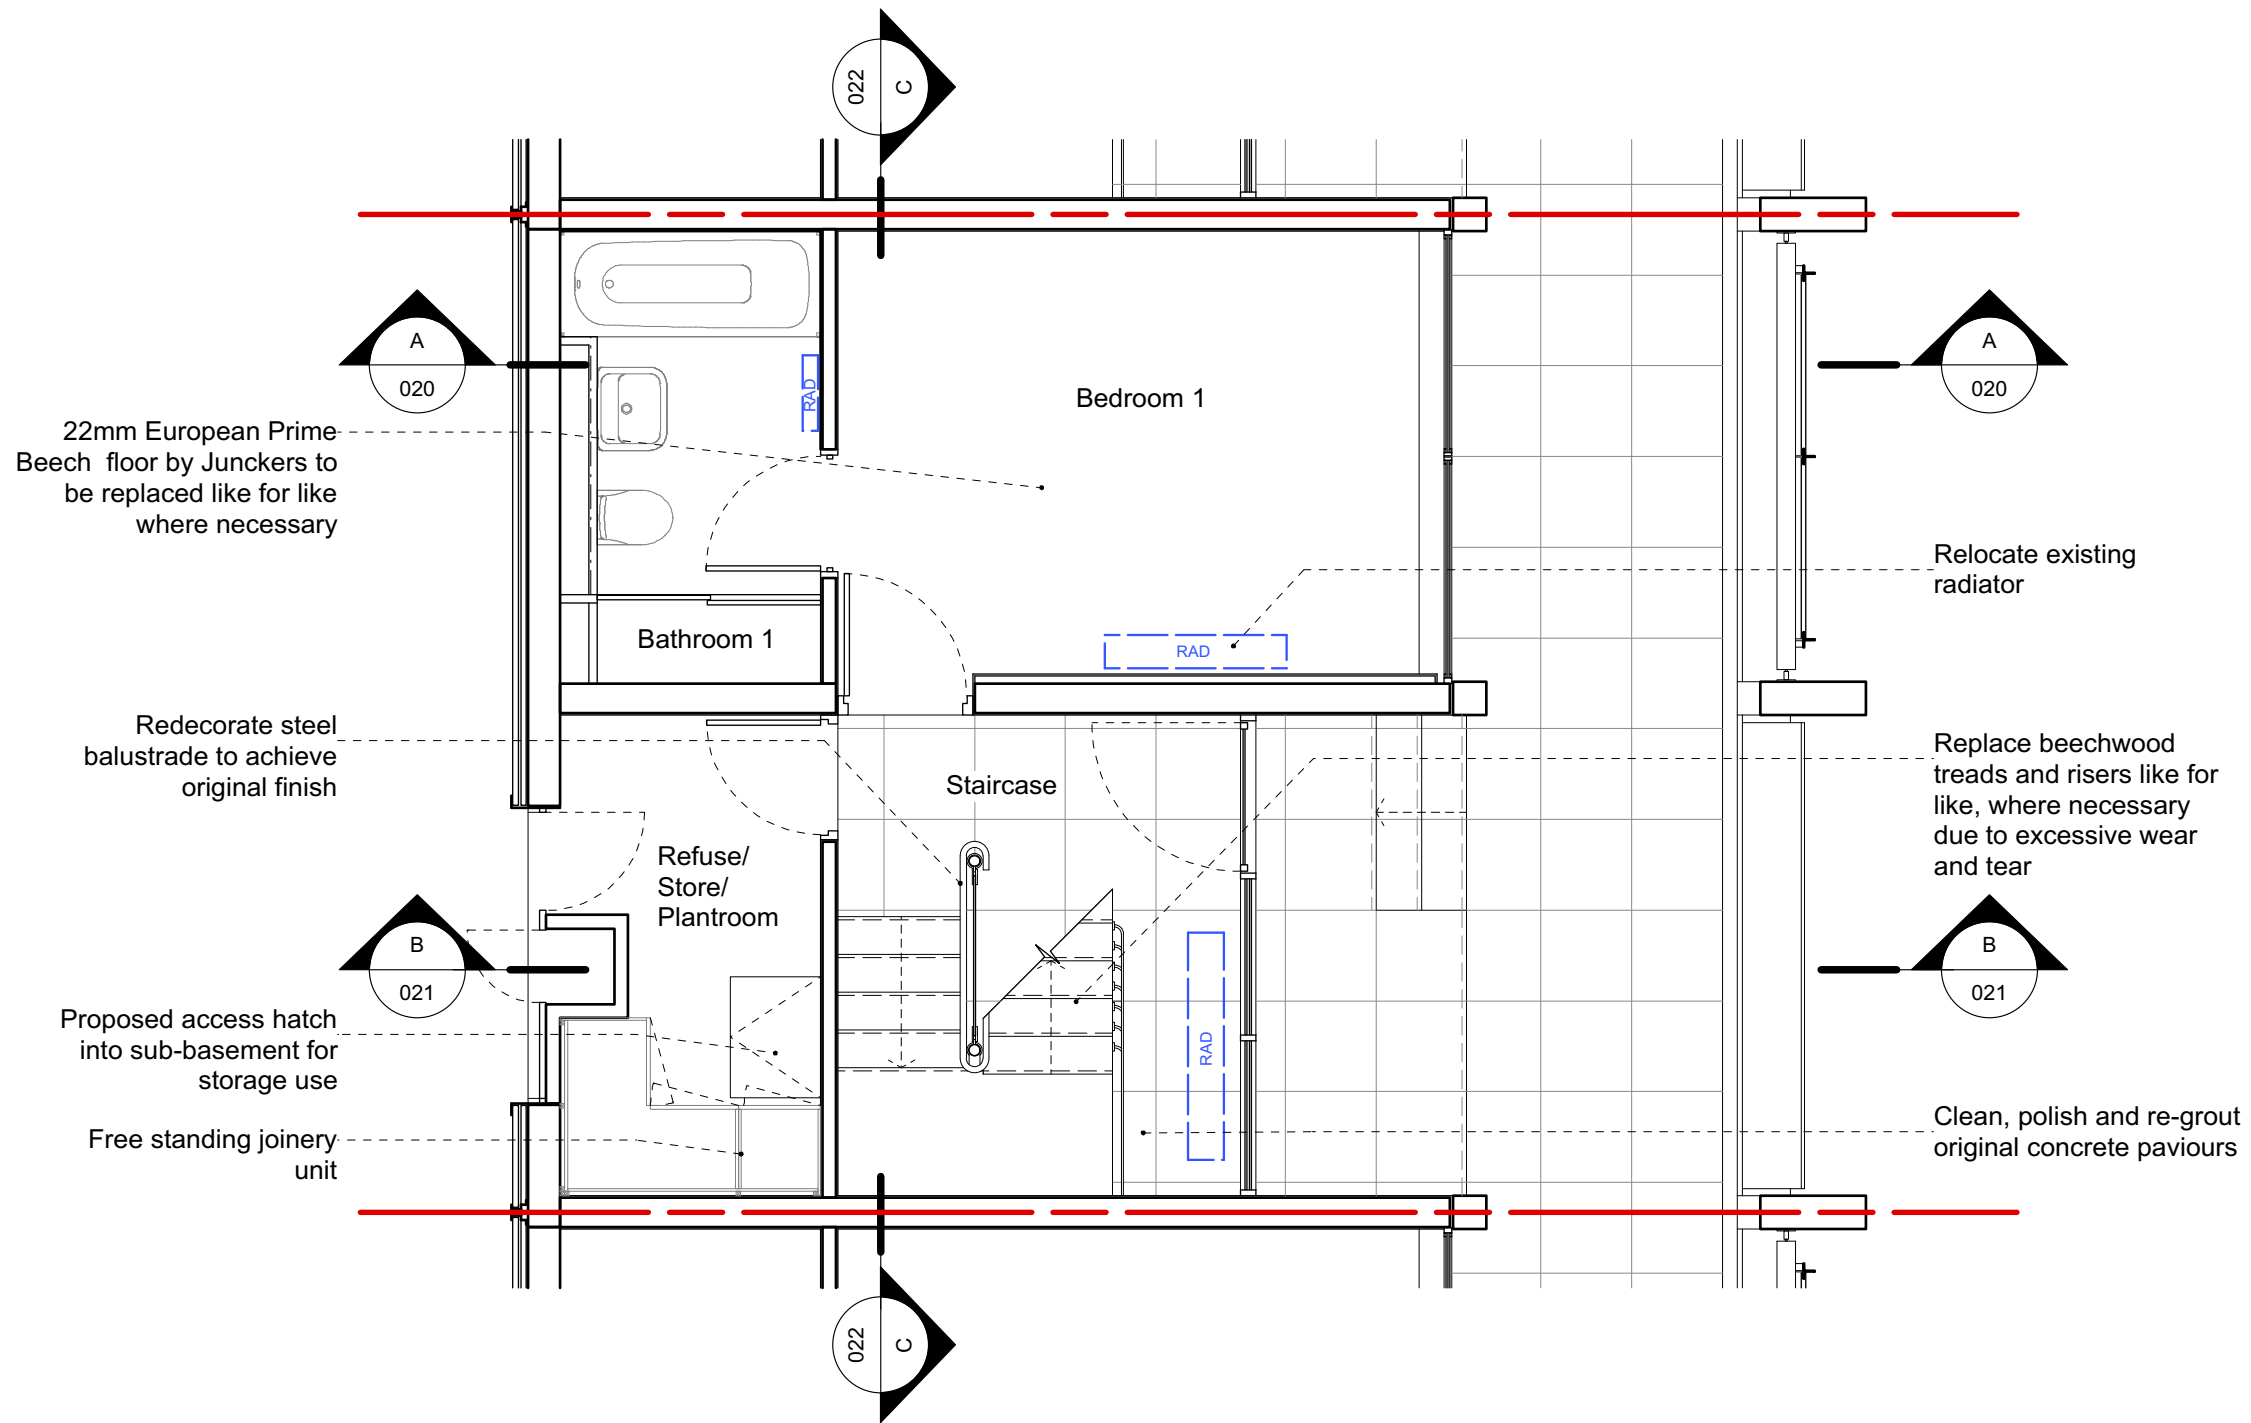 022
C
A
020
A
020
22mm European Prime
Beech  floor by Junckers to
be replaced like for like
where necessary
RAD
Bedroom 1
Relocate existing
radiator
Bathroom 1
RAD
Redecorate steel
balustrade to achieve
original finish
Staircase
Replace beechwood
treads and risers like for
like, where necessary
due to excessive wear
and tear
Refuse/
Store/
Plantroom
B
021
B
021
Proposed access hatch
into sub-basement for
storage use
RAD
Free standing joinery
unit
Clean, polish and re-grout
original concrete paviours
022
C